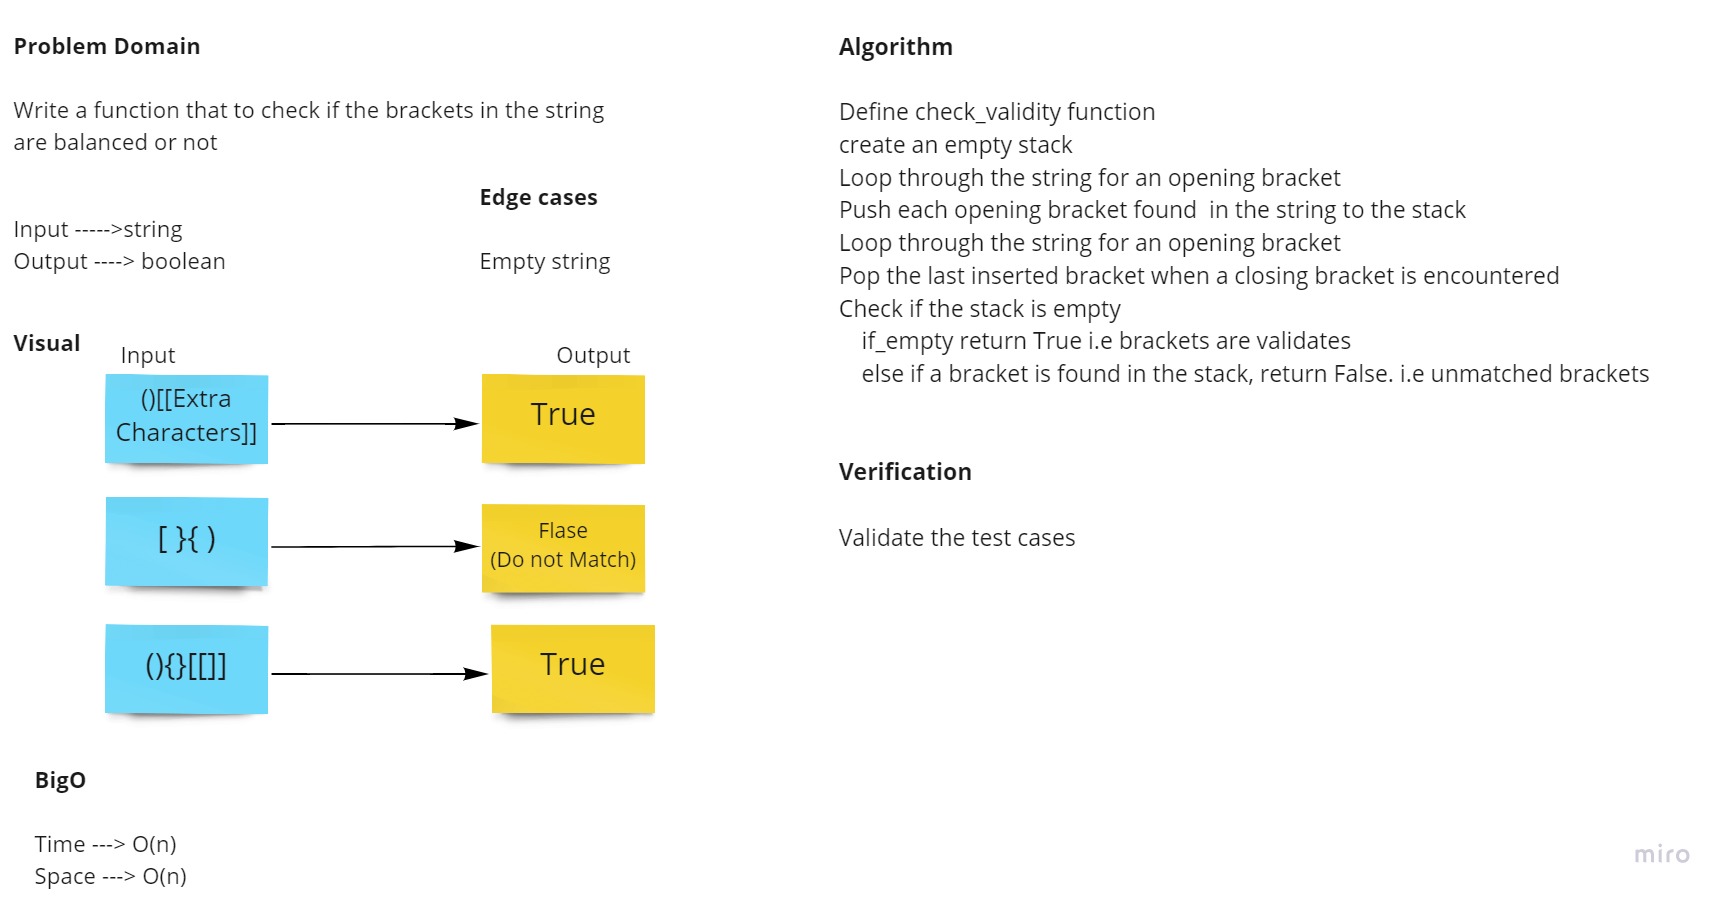 Problem Domain
Write a function that to check if the brackets in the string
are balanced or not
Input ----->string
Output ----> boolean
Edge cases
Empty string
Visual
Input
Output
()[[Extra
Characters]]
True
[ }{ )
Flase
(Do not Match)
(){}[[]]
True
BigO
Time ---> O(n)
Space ---> O(n)
Algorithm
Define check_validity function
create an empty stack
Loop through the string for an opening bracket
Push each opening bracket found  in the string to the stack
Loop through the string for an opening bracket
Pop the last inserted bracket when a closing bracket is encountered
Check if the stack is empty
if_empty return True i.e brackets are validates
else if a bracket is found in the stack, return False. i.e unmatched brackets
Verification
Validate the test cases
miro